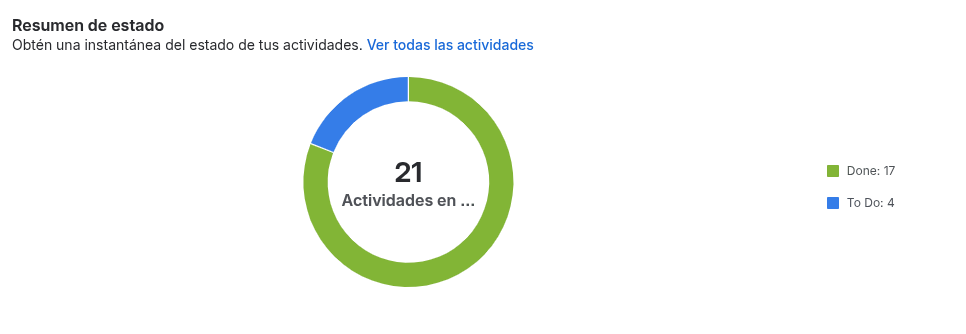 Resumen de estado
Obtén una instantánea del estado de tus actividades. Ver todas las actividades
21
Actividades en ...
Done: 17
To Do: 4